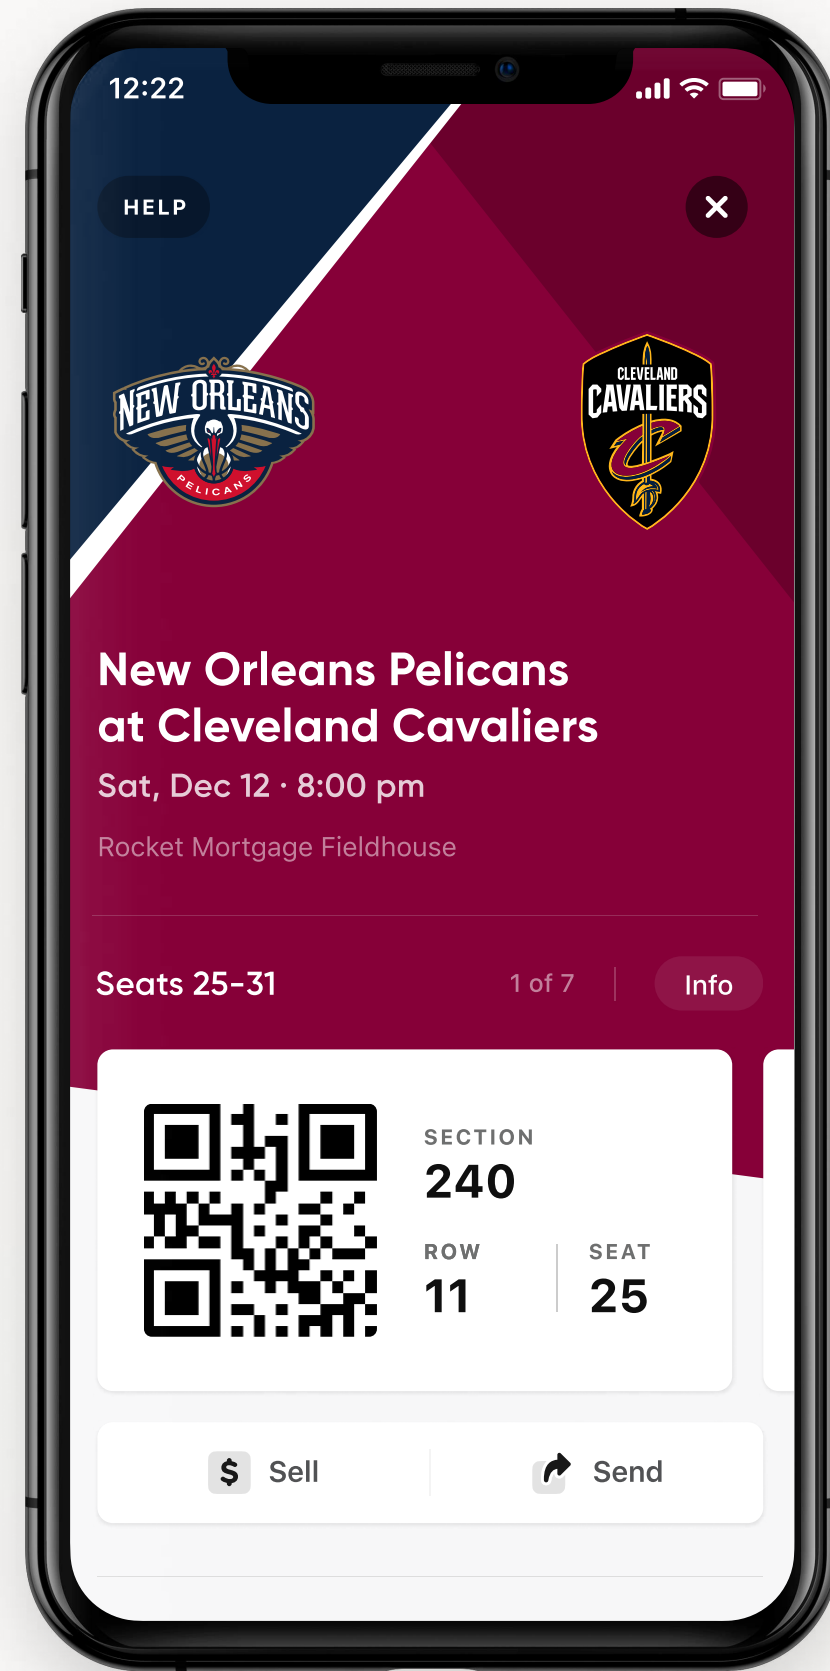 12:22
HELP
NEW ORLEANS
PELICANS
CLEVELAND
CAVALIERS
New Orleans Pelicans
at Cleveland Cavaliers
Sat, Dec 12 · 8:00 pm
Rocket Mortgage Fieldhouse
Seats 25-31
1 of 7
Info
SECTION
240
ROW
SEAT
11
25
$ Sell
Send